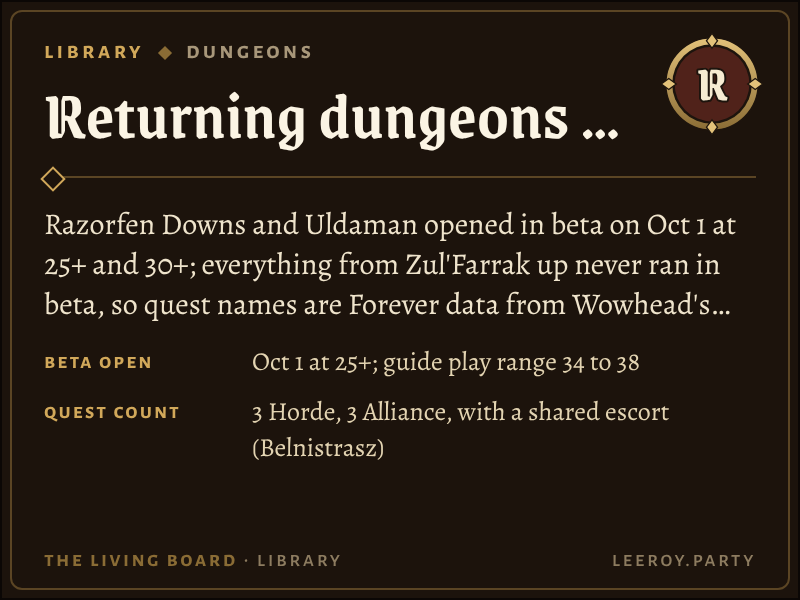 LIBRARY ◆ DUNGEONS
R
Returning dungeons ...
Razorfen Downs and Uldaman opened in beta on Oct 1 at
25+ and 30+; everything from Zul'Farrak up never ran in
beta, so quest names are Forever data from Wowhead's...
BETA OPEN Oct 1 at 25+; guide play range 34 to 38
QUEST COUNT 3 Horde, 3 Alliance, with a shared escort
(Belnistrasz)
THE LIVING BOARD · LIBRARY LEEROY.PARTY